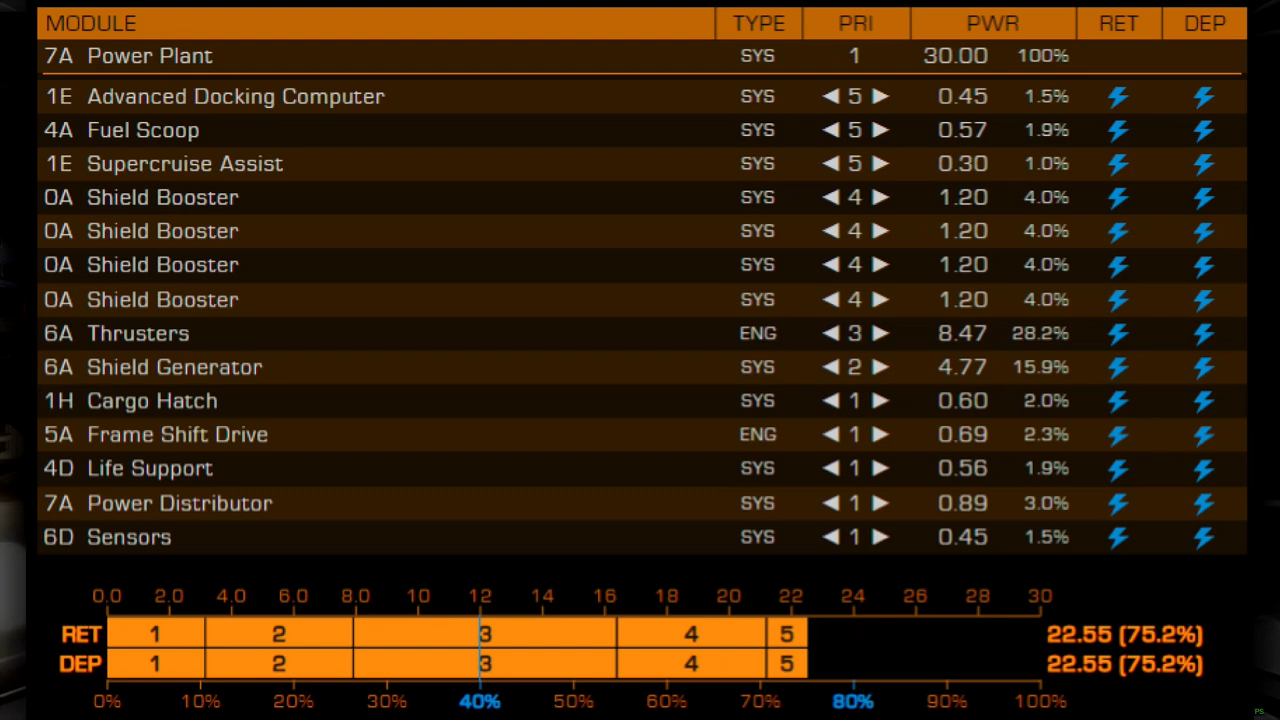 MODULE TYPE PRI PWR RET DEP
7A Power Plant SYS 1 30.00 100%
1E Advanced Docking Computer SYS ◀ 5 ▶ 0.45 1.5%
4A Fuel Scoop SYS ◀ 5 ▶ 0.57 1.9%
1E Supercruise Assist SYS ◀ 5 ▶ 0.30 1.0%
0A Shield Booster SYS ◀ 4 ▶ 1.20 4.0%
0A Shield Booster SYS ◀ 4 ▶ 1.20 4.0%
0A Shield Booster SYS ◀ 4 ▶ 1.20 4.0%
0A Shield Booster SYS ◀ 4 ▶ 1.20 4.0%
6A Thrusters ENG ◀ 3 ▶ 8.47 28.2%
6A Shield Generator SYS ◀ 2 ▶ 4.77 15.9%
1H Cargo Hatch SYS ◀ 1 ▶ 0.60 2.0%
5A Frame Shift Drive ENG ◀ 1 ▶ 0.69 2.3%
4D Life Support SYS ◀ 1 ▶ 0.56 1.9%
7A Power Distributor SYS ◀ 1 ▶ 0.89 3.0%
6D Sensors SYS ◀ 1 ▶ 0.45 1.5%
0.0 2.0 4.0 6.0 8.0 10 12 14 16 18 20 22 24 26 28 30
RET 1 2 3 4 5 22.55 (75.2%)
DEP 1 2 3 4 5 22.55 (75.2%)
0% 10% 20% 30% 40% 50% 60% 70% 80% 90% 100%
PS